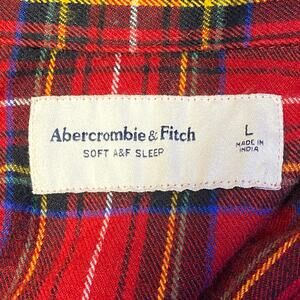 Abercrombie & Fitch
SOFT A&F SLEEP
L
MADE IN
INDIA